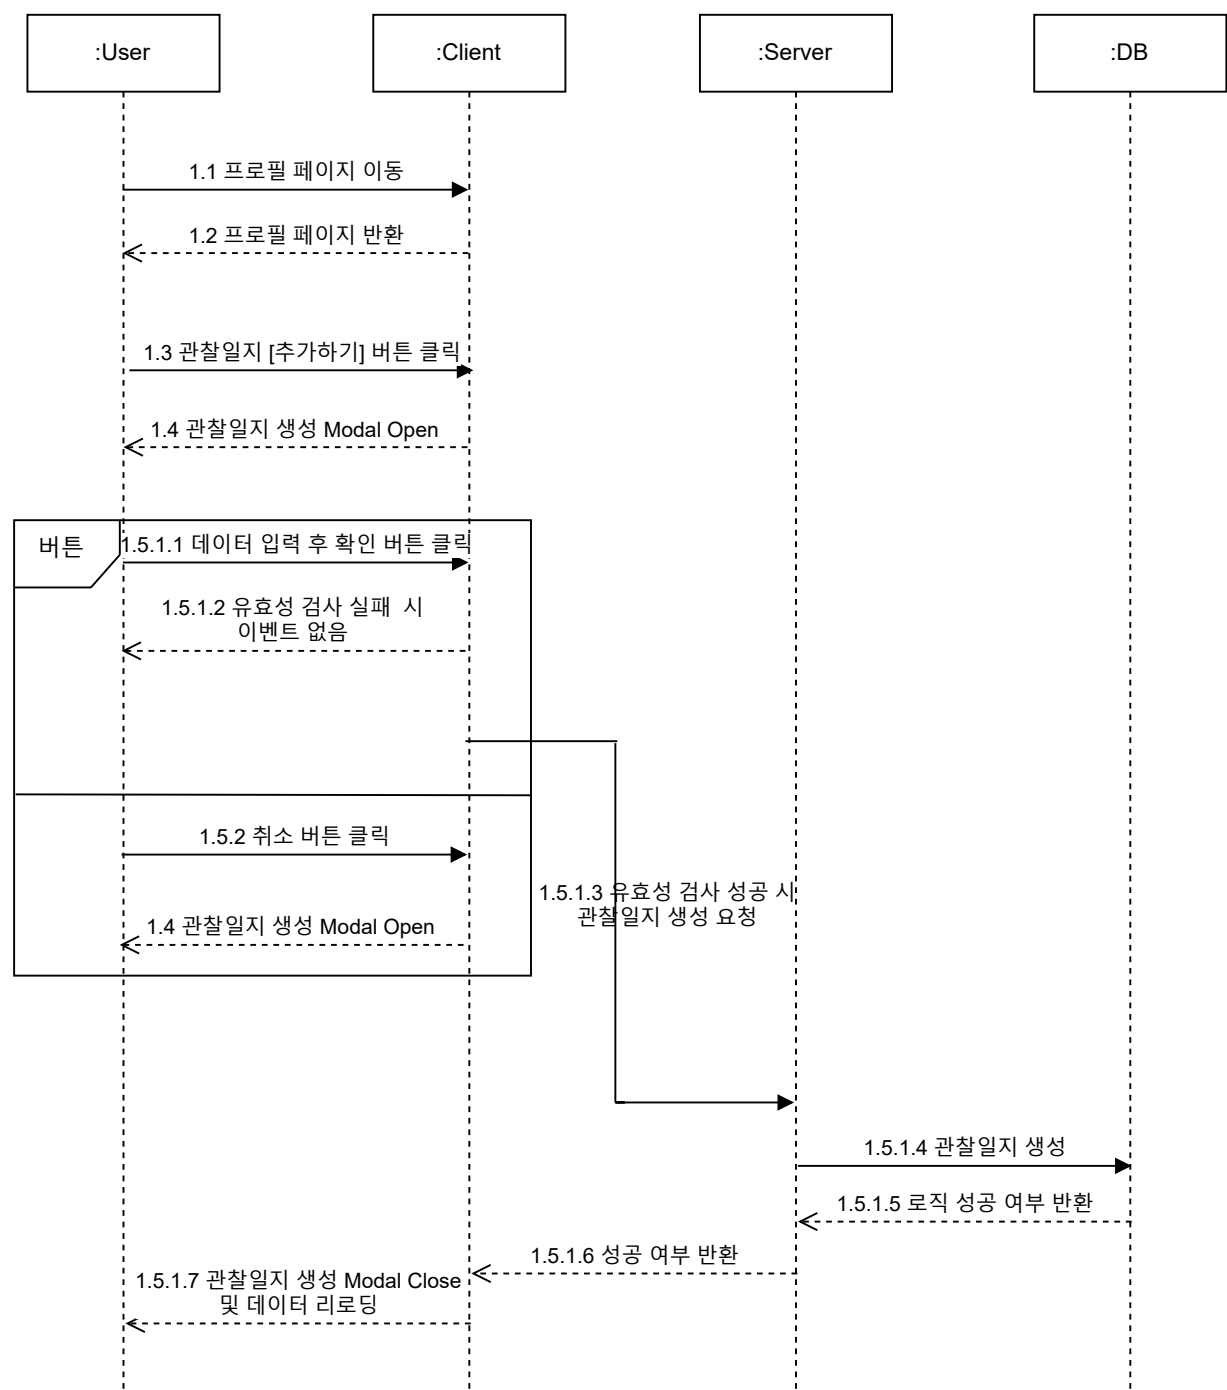 :User
:Client
:Server
:DB
1.1 프로필 페이지 이동
1.2 프로필 페이지 반환
1.3 관찰일지 [추가하기] 버튼 클릭
1.4 관찰일지 생성 Modal Open
버튼
1.5.1.1 데이터 입력 후 확인 버튼 클릭
1.5.1.2 유효성 검사 실패 시
이벤트 없음
1.5.2 취소 버튼 클릭
1.5.1.3 유효성 검사 성공 시
관찰일지 생성 요청
1.4 관찰일지 생성 Modal Open
1.5.1.4 관찰일지 생성
1.5.1.5 로직 성공 여부 반환
1.5.1.6 성공 여부 반환
1.5.1.7 관찰일지 생성 Modal Close
및 데이터 리로딩